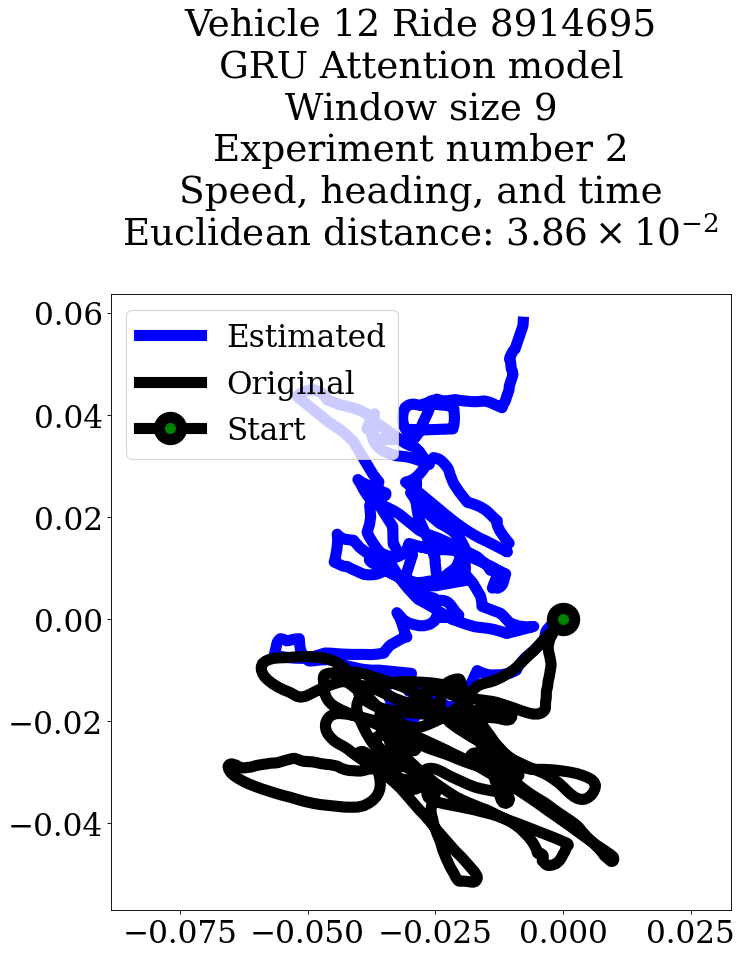 Vehicle 12 Ride 8914695
GRU Attention model
Window size 9
Experiment number 2
Speed, heading, and time
Euclidean distance: 3.86 × 10⁻²
Estimated
Original
Start
0.06
0.04
0.02
0.00
−0.02
−0.04
−0.075 −0.050 −0.025 0.000 0.025